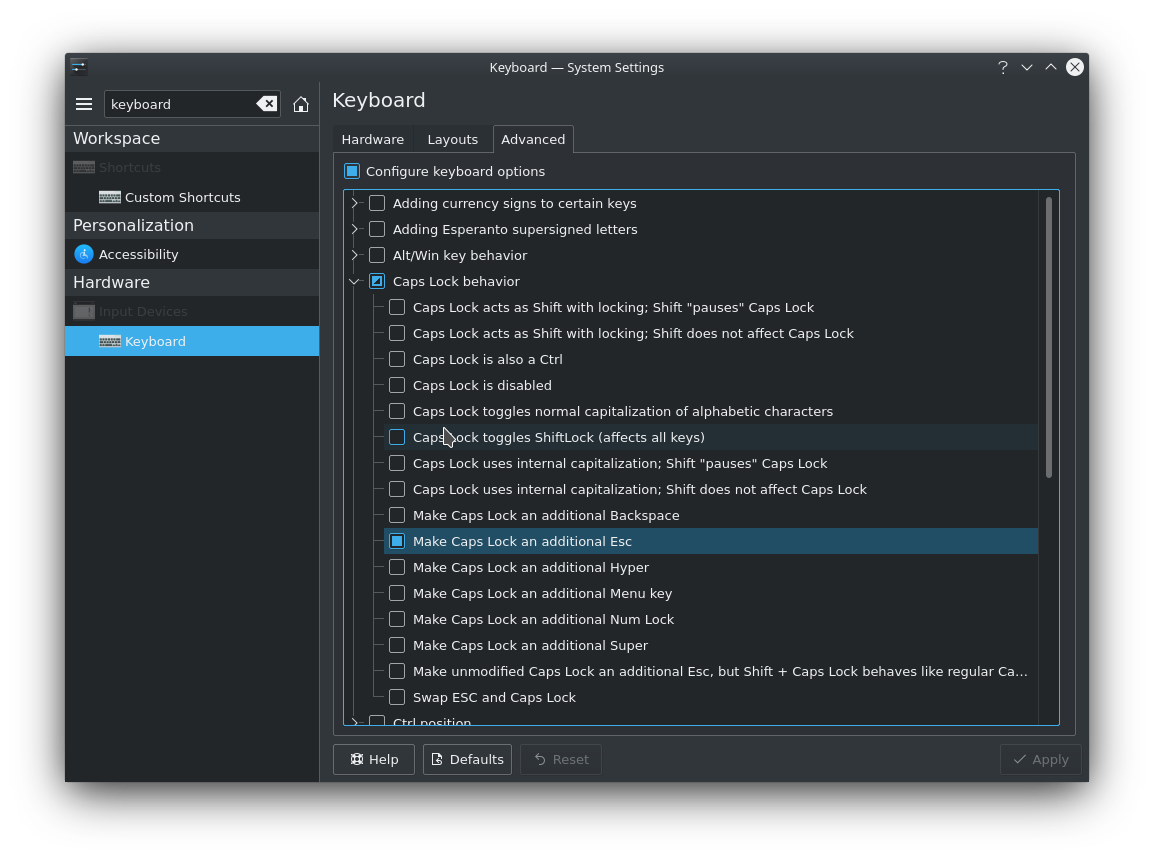 Keyboard — System Settings
?
keyboard
Workspace
Shortcuts
Custom Shortcuts
Personalization
Accessibility
Hardware
Input Devices
Keyboard
Keyboard
Hardware Layouts Advanced
Configure keyboard options
Adding currency signs to certain keys
Adding Esperanto supersigned letters
Alt/Win key behavior
Caps Lock behavior
Caps Lock acts as Shift with locking; Shift "pauses" Caps Lock
Caps Lock acts as Shift with locking; Shift does not affect Caps Lock
Caps Lock is also a Ctrl
Caps Lock is disabled
Caps Lock toggles normal capitalization of alphabetic characters
Caps Lock toggles ShiftLock (affects all keys)
Caps Lock uses internal capitalization; Shift "pauses" Caps Lock
Caps Lock uses internal capitalization; Shift does not affect Caps Lock
Make Caps Lock an additional Backspace
Make Caps Lock an additional Esc
Make Caps Lock an additional Hyper
Make Caps Lock an additional Menu key
Make Caps Lock an additional Num Lock
Make Caps Lock an additional Super
Make unmodified Caps Lock an additional Esc, but Shift + Caps Lock behaves like regular Ca...
Swap ESC and Caps Lock
Ctrl position
Help Defaults Reset Apply